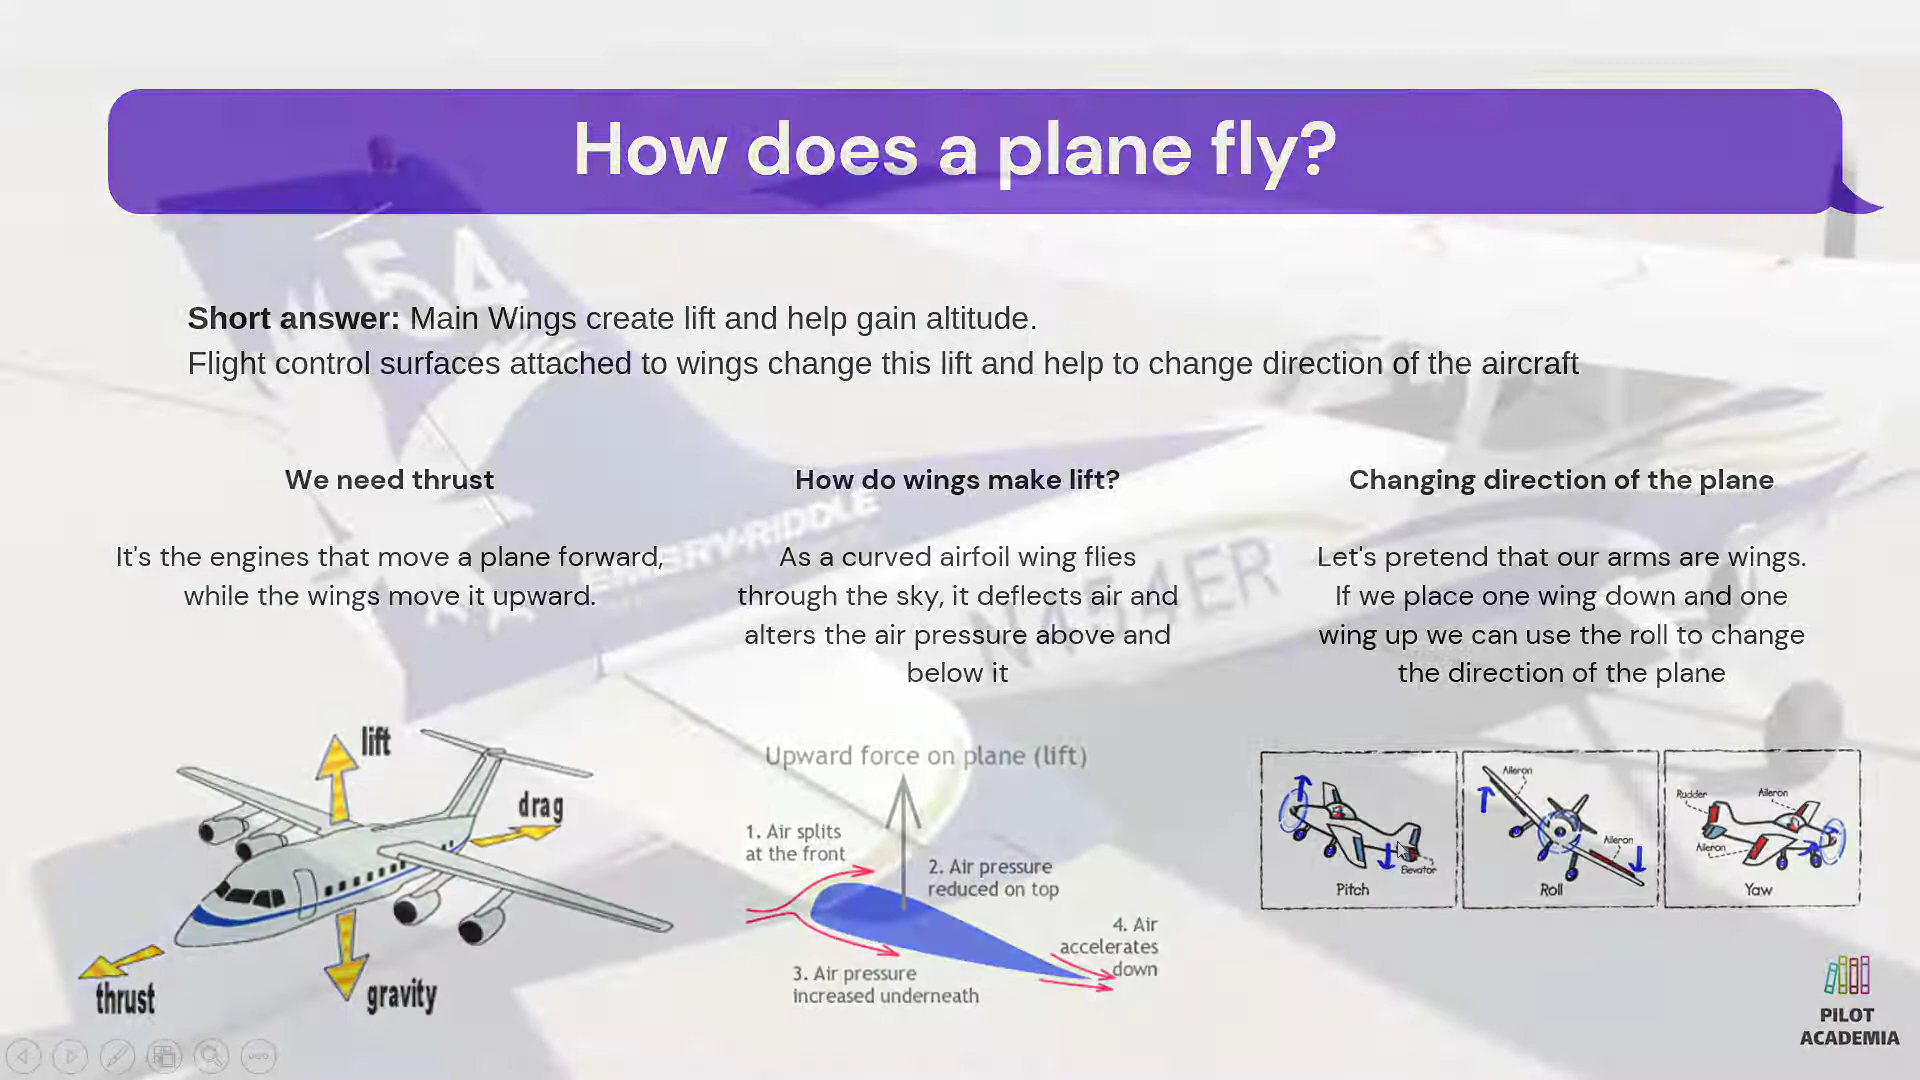 How does a plane fly?
54
Short answer: Main Wings create lift and help gain altitude.
Flight control surfaces attached to wings change this lift and help to change direction of the aircraft
We need thrust
It's the engines that move a plane forward,
while the wings move it upward.
How do wings make lift?
As a curved airfoil wing flies
through the sky, it deflects air and
alters the air pressure above and
below it
Changing direction of the plane
Let's pretend that our arms are wings.
If we place one wing down and one
wing up we can use the roll to change
the direction of the plane
EMBRY-RIDDLE
N454ER
lift
drag
thrust
gravity
Upward force on plane (lift)
1. Air splits
at the front
2. Air pressure
reduced on top
3. Air pressure
increased underneath
4. Air
accelerates
down
Elevator
Pitch
Aileron
Aileron
Roll
Rudder
Aileron
Aileron
Yaw
PILOT
ACADEMIA